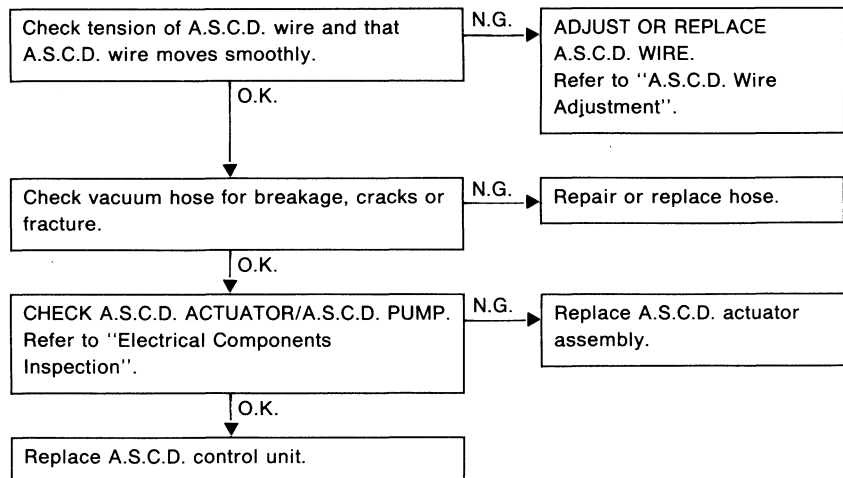 Check tension of A.S.C.D. wire and that
A.S.C.D. wire moves smoothly.
N.G.
ADJUST OR REPLACE
A.S.C.D. WIRE.
Refer to ‘‘A.S.C.D. Wire
Adjustment’’.
O.K.
Check vacuum hose for breakage, cracks or
fracture.
N.G.
Repair or replace hose.
O.K.
CHECK A.S.C.D. ACTUATOR/A.S.C.D. PUMP.
Refer to ‘‘Electrical Components
Inspection’’.
N.G.
Replace A.S.C.D. actuator
assembly.
O.K.
Replace A.S.C.D. control unit.